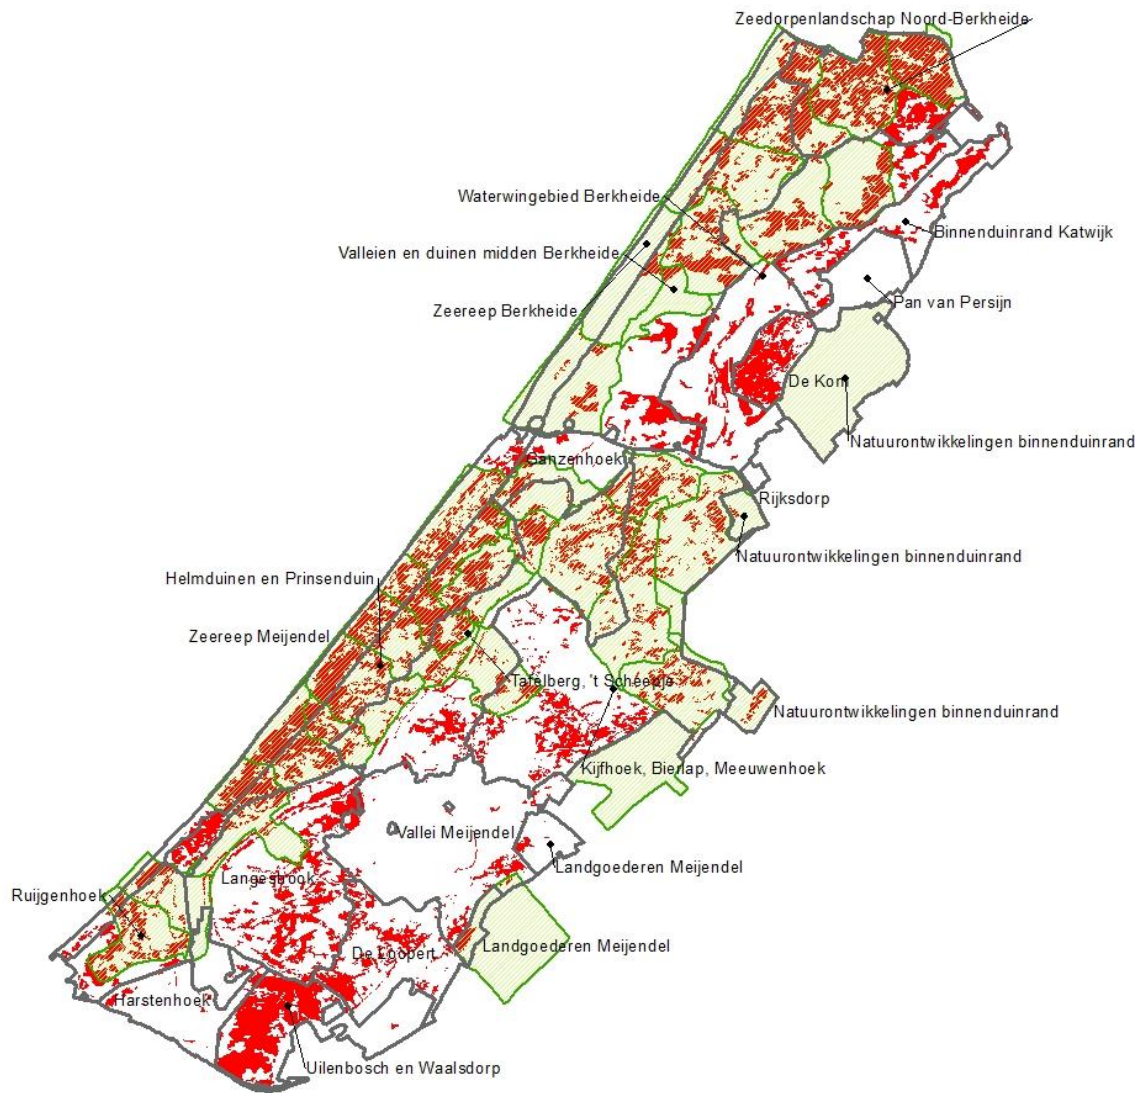 Zeedorpenlandschap Noord-Berkheide
Waterwingebied Berkheide
Binnenduinrand Katwijk
Valleien en duinen midden Berkheide
Pan van Persijn
Zeereep Berkheide
De Kom
Natuurontwikkelingen binnenduinrand
Ganzenhoek
Rijksdorp
Natuurontwikkelingen binnenduinrand
Helmduinen en Prinsenduin
Zeereep Meijendel
Tafelberg, 't Scheepje
Natuurontwikkelingen binnenduinrand
Kijfhoek, Bierlap, Meeuwenhoek
Vallei Meijendel
Landgoederen Meijendel
Langesbrook
Ruijgenhoek
Landgoederen Meijendel
De Loopert
Harstenhoek
Uilenbosch en Waalsdorp